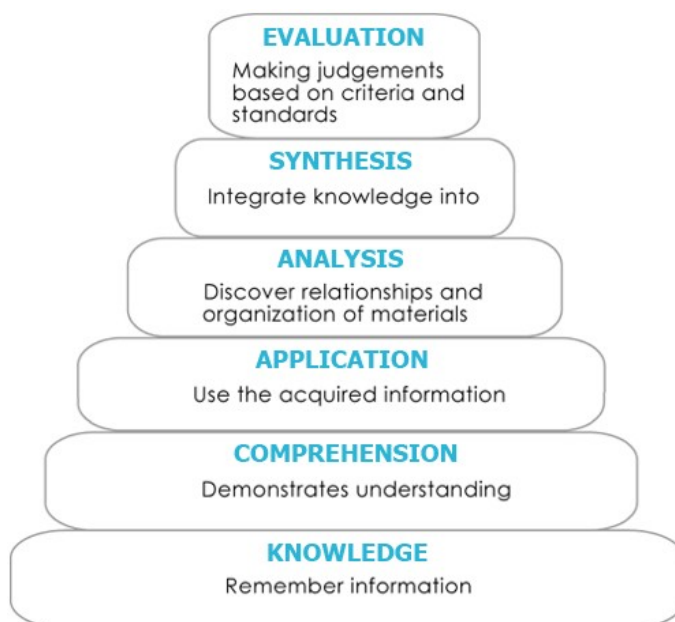 EVALUATION
Making judgements
based on criteria and
standards
SYNTHESIS
Integrate knowledge into
ANALYSIS
Discover relationships and
organization of materials
APPLICATION
Use the acquired information
COMPREHENSION
Demonstrates understanding
KNOWLEDGE
Remember information